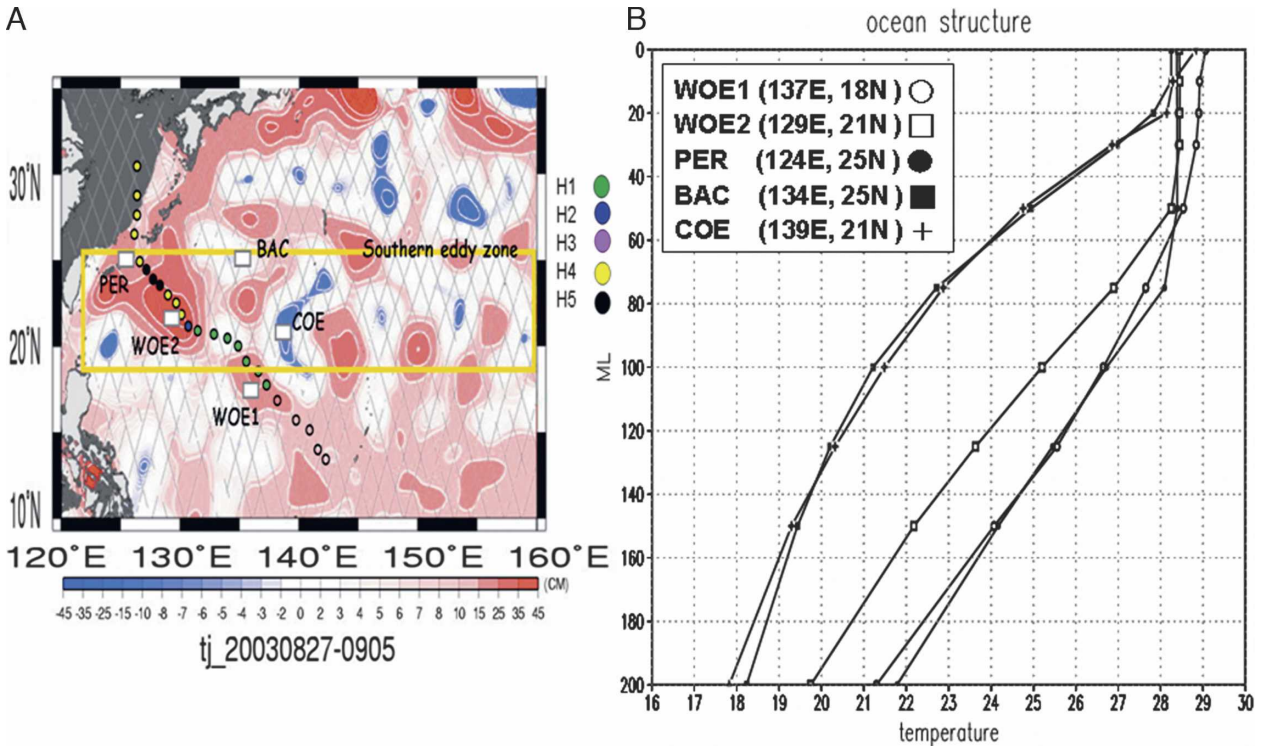 A
30°N
20°N
10°N
120°E 130°E 140°E 150°E 160°E
BAC
Southern eddy zone
PER
COE
WOE2
WOE1
H1
H2
H3
H4
H5
-45 -35 -25 -15 -10 -8 -7 -6 -5 -4 -3 -2 0 2 3 4 5 6 7 8 10 15 25 35 45
(CM)
tj_20030827-0905
B
ocean structure
WOE1 (137E, 18N)
WOE2 (129E, 21N)
PER (124E, 25N)
BAC (134E, 25N)
COE (139E, 21N)
0
20
40
60
80
100
120
140
160
180
200
ML
16 17 18 19 20 21 22 23 24 25 26 27 28 29 30
temperature